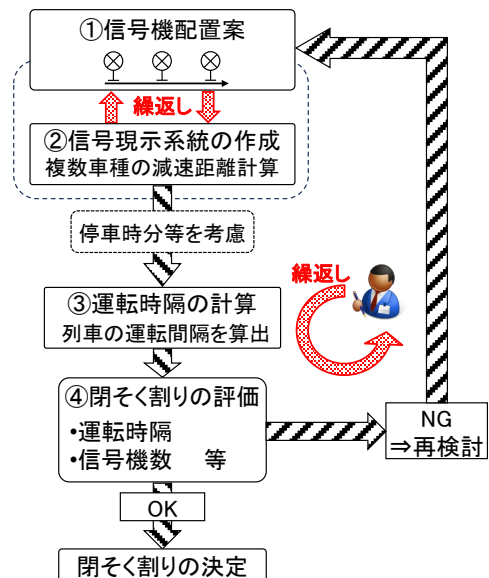 ①信号機配置案
繰返し
②信号現示系統の作成
複数車種の減速距離計算
停車時分等を考慮
繰返し
③運転時隔の計算
列車の運転間隔を算出
④閉そく割りの評価
•運転時隔
•信号機数 等
NG
⇒再検討
OK
閉そく割りの決定